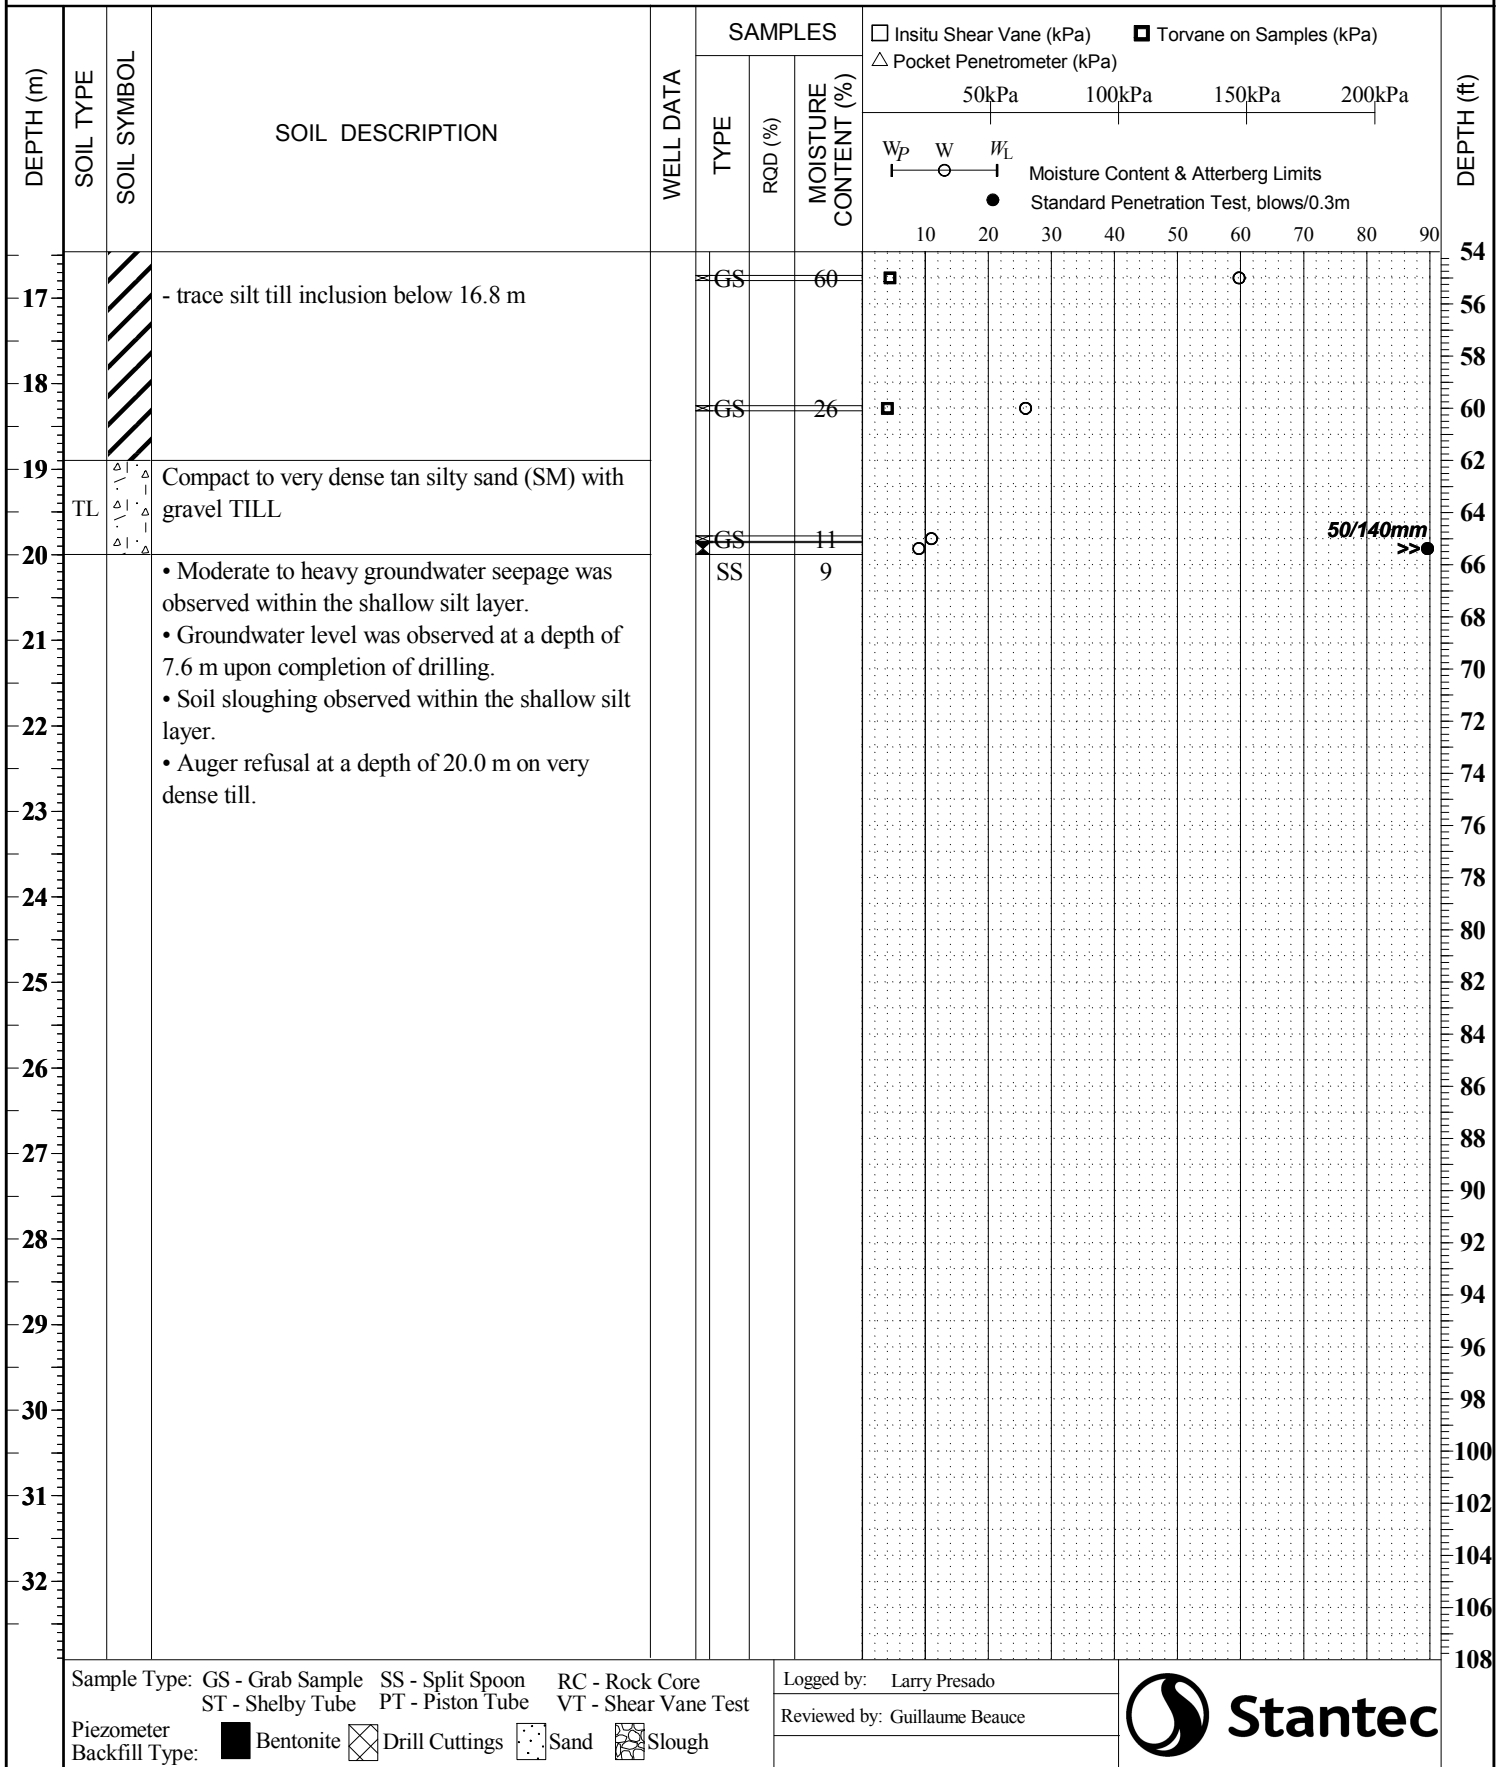 DEPTH (m)
SOIL TYPE
SOIL SYMBOL
SOIL DESCRIPTION
WELL DATA
SAMPLES
TYPE
RQD (%)
MOISTURE
CONTENT (%)
Insitu Shear Vane (kPa)
Torvane on Samples (kPa)
Pocket Penetrometer (kPa)
50kPa 100kPa 150kPa 200kPa
WP W WL
Moisture Content & Atterberg Limits
Standard Penetration Test, blows/0.3m
10 20 30 40 50 60 70 80 90
DEPTH (ft)
54
GS 60
- trace silt till inclusion below 16.8 m
17
56
58
18
GS 26
60
19
62
TL
Compact to very dense tan silty sand (SM) with
gravel TILL
64
50/140mm
GS 11
>>
20
66
SS 9
• Moderate to heavy groundwater seepage was
observed within the shallow silt layer.
68
• Groundwater level was observed at a depth of
21
7.6 m upon completion of drilling.
70
• Soil sloughing observed within the shallow silt
layer.
22
72
• Auger refusal at a depth of 20.0 m on very
dense till.
74
23
76
78
24
80
25
82
84
26
86
27
88
90
28
92
94
29
96
30
98
100
31
102
104
32
106
108
Sample Type: GS - Grab Sample SS - Split Spoon RC - Rock Core
ST - Shelby Tube PT - Piston Tube VT - Shear Vane Test
Piezometer
Backfill Type:
Bentonite Drill Cuttings Sand Slough
Logged by: Larry Presado
Reviewed by: Guillaume Beauce
Stantec